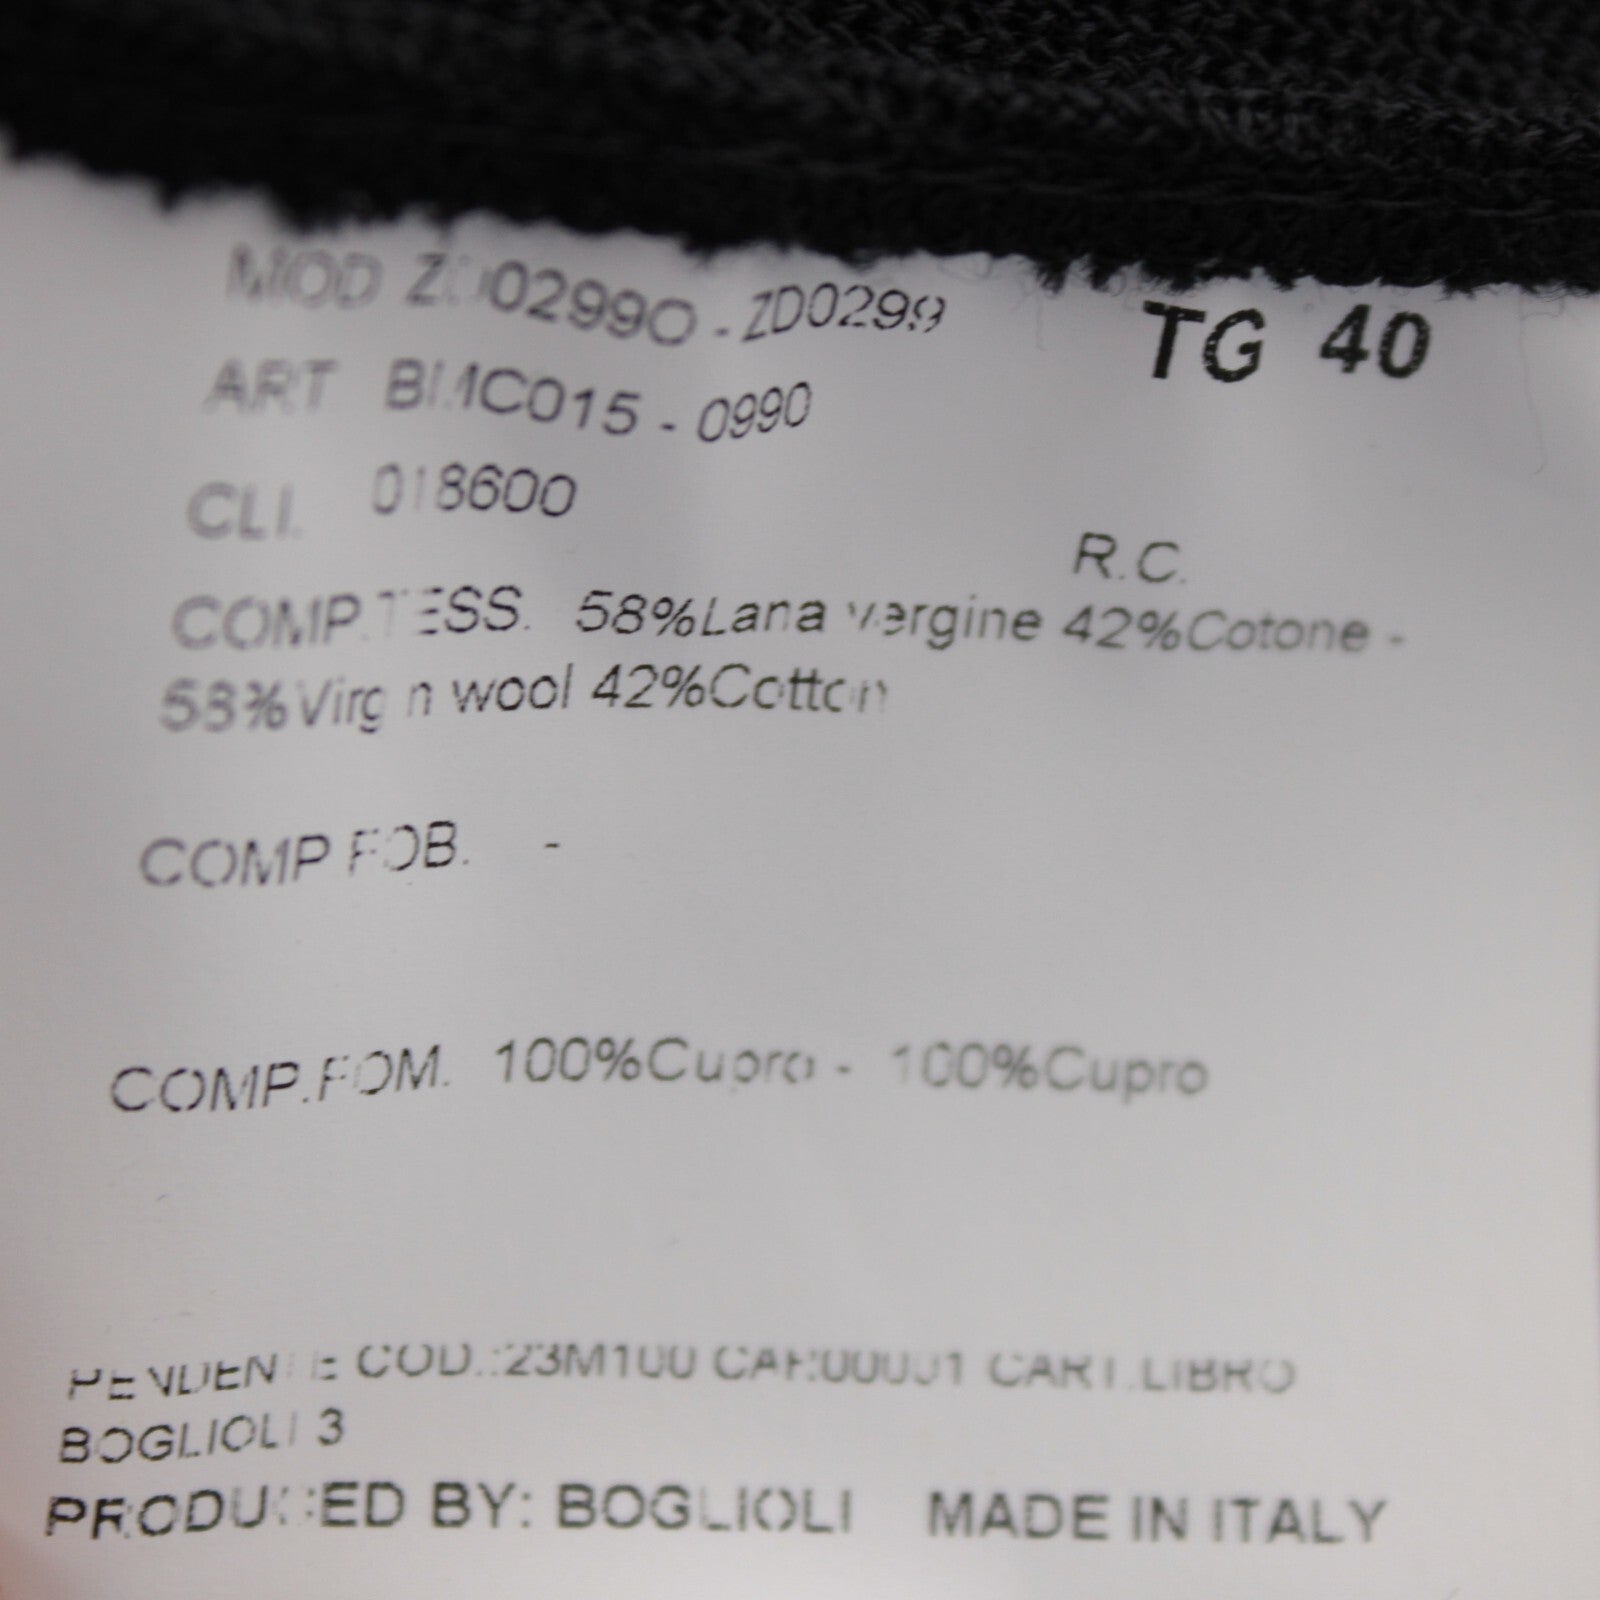 MOD ZD02990 - ZD0299 TG 40
ART BMC015 - 0990
CLI. 018600
R.C.
COMP.TESS. 58%Lana vergine 42%Cotone -
58%Virgin wool 42%Cotton
COMP FOB. -
COMP.FOM. 100%Cupro - 100%Cupro
PENDENTE COD.:23M100 CAR:00001 CART.LIBRO
BOGLIOLI 3
PRODUCED BY: BOGLIOLI MADE IN ITALY